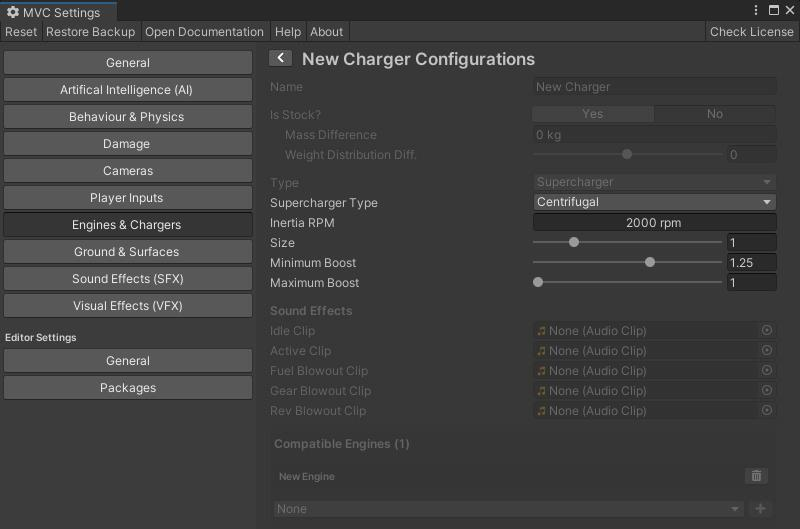 MVC Settings
Reset Restore Backup Open Documentation Help About Check License
General
Artifical Intelligence (AI)
Behaviour & Physics
Damage
Cameras
Player Inputs
Engines & Chargers
Ground & Surfaces
Sound Effects (SFX)
Visual Effects (VFX)
Editor Settings
General
Packages
New Charger Configurations
Name New Charger
Is Stock? Yes No
Mass Difference 0 kg
Weight Distribution Diff. 0
Type Supercharger
Supercharger Type Centrifugal
Inertia RPM 2000 rpm
Size 1
Minimum Boost 1.25
Maximum Boost 1
Sound Effects
Idle Clip None (Audio Clip)
Active Clip None (Audio Clip)
Fuel Blowout Clip None (Audio Clip)
Gear Blowout Clip None (Audio Clip)
Rev Blowout Clip None (Audio Clip)
Compatible Engines (1)
New Engine
None